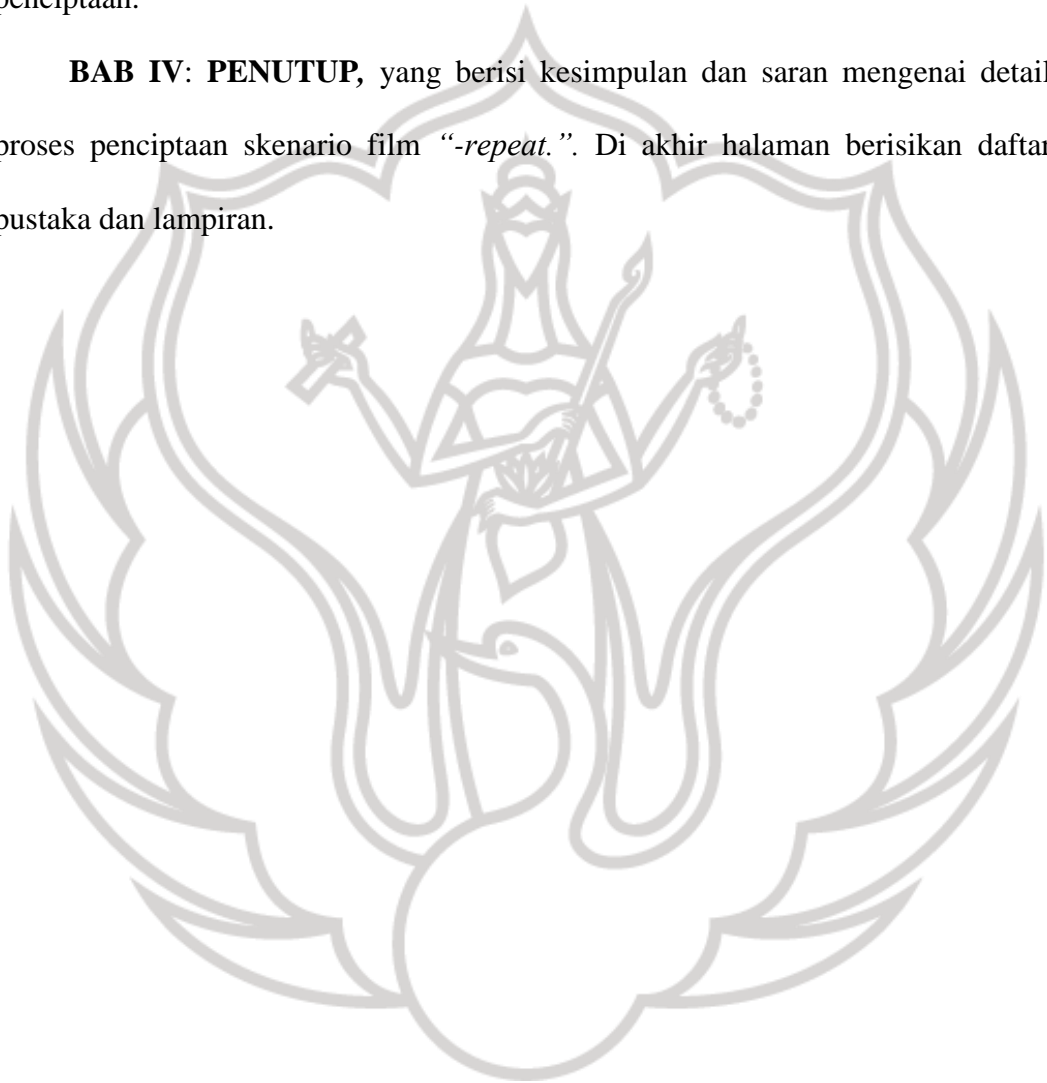 penciptaan.
BAB IV: PENUTUP, yang berisi kesimpulan dan saran mengenai detail
proses penciptaan skenario film “-repeat.”. Di akhir halaman berisikan daftar
pustaka dan lampiran.